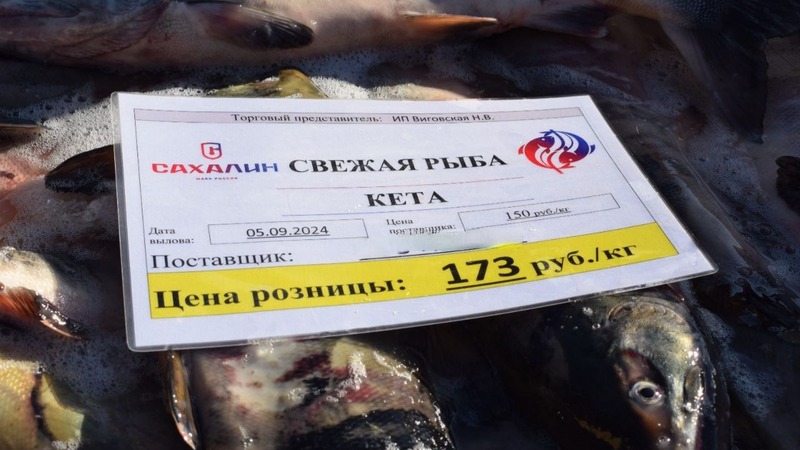 Торговый представитель: ИП Виговская Н.В.
САХАЛИН
СВЕЖАЯ РЫБА
КЕТА
Дата вылова: 05.09.2024
Цена поставщика: 150 руб./кг
Поставщик:
Цена розницы: 173 руб./кг